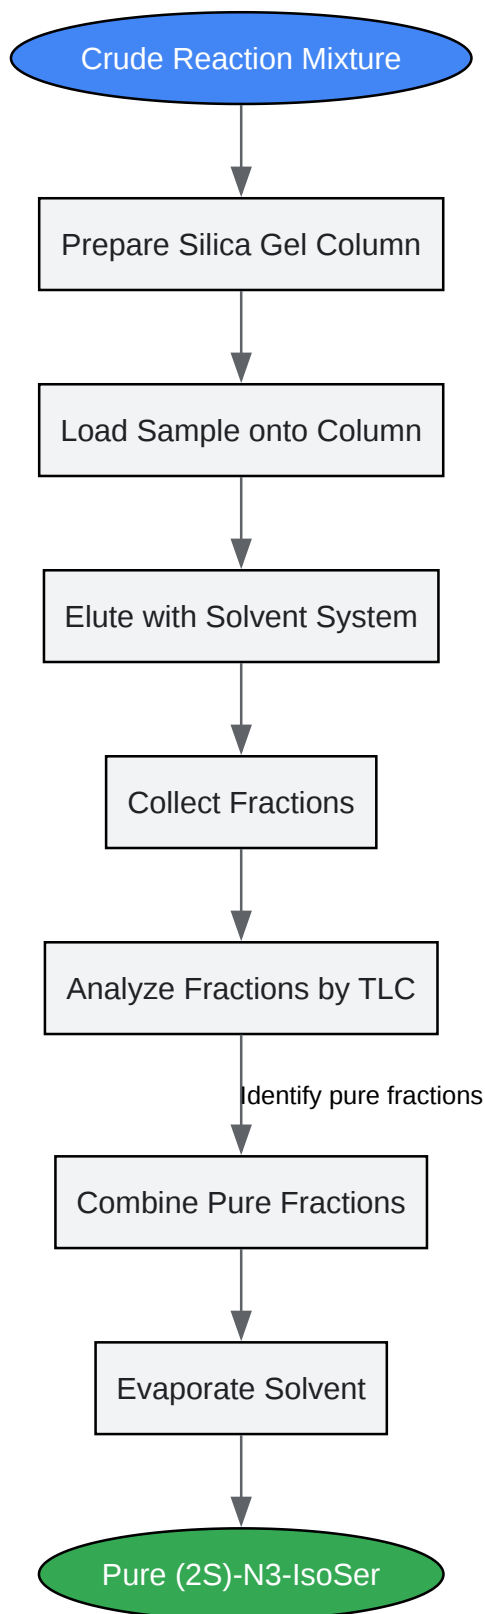 Crude Reaction Mixture
Prepare Silica Gel Column
Load Sample onto Column
Elute with Solvent System
Collect Fractions
Analyze Fractions by TLC
Identify pure fractions
Combine Pure Fractions
Evaporate Solvent
Pure (2S)-N3-IsoSer